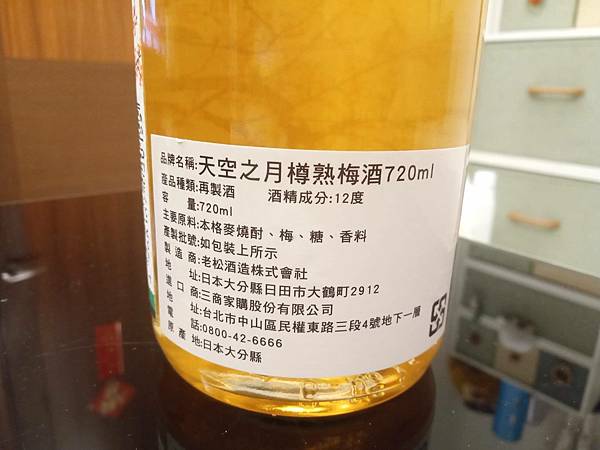 品牌名稱:天空之月樽熟梅酒720ml
産品種類:再製酒 酒精成分:12度
容 量:720ml
主要原料:本格麥燒酎、梅、糖、香料
產製批號:如包裝上所示
製 造 商:老松酒造株式會社
地 址:日本大分縣日田市大鶴町2912
進 口 商:三商家購股份有限公司
地 址:台北市中山區民權東路三段4號地下一層
電 話:0800-42-6666
原 產 地:日本大分縣